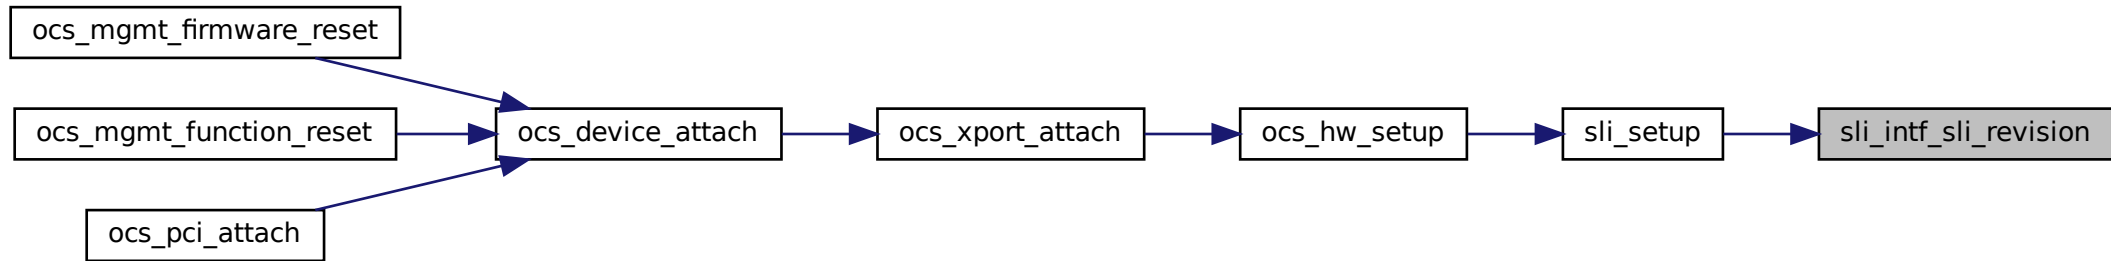 ocs_mgmt_firmware_reset
ocs_mgmt_function_reset
ocs_device_attach
ocs_xport_attach
ocs_hw_setup
sli_setup
sli_intf_sli_revision
ocs_pci_attach